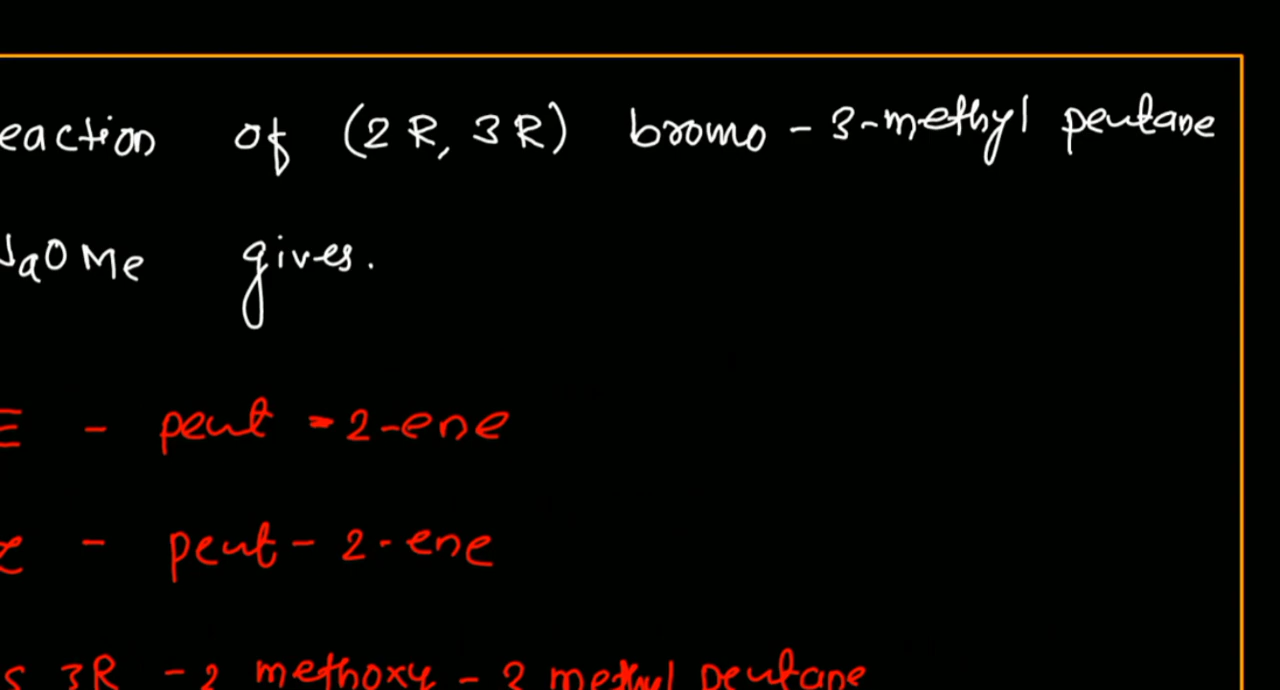 eaction of (2R, 3R) bromo - 3-methyl pentane
NaOMe gives.
E - pent - 2-ene
z - pent - 2-ene
S 3R - 2 methoxy - 3 methyl pentane